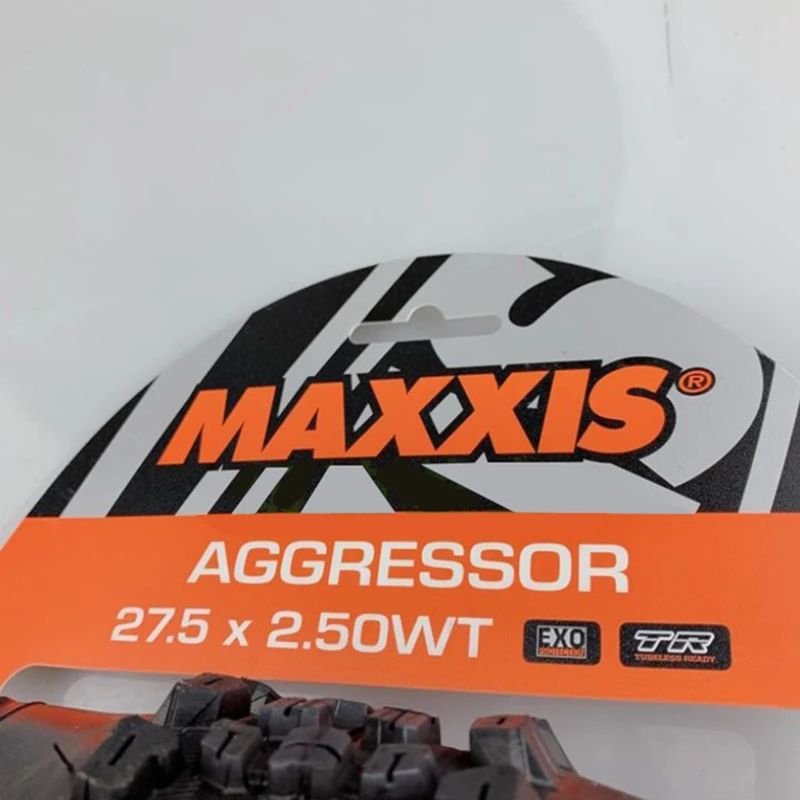 MAXXIS®
AGGRESSOR
27.5 x 2.50WT EXO TR
TUBELESS READY